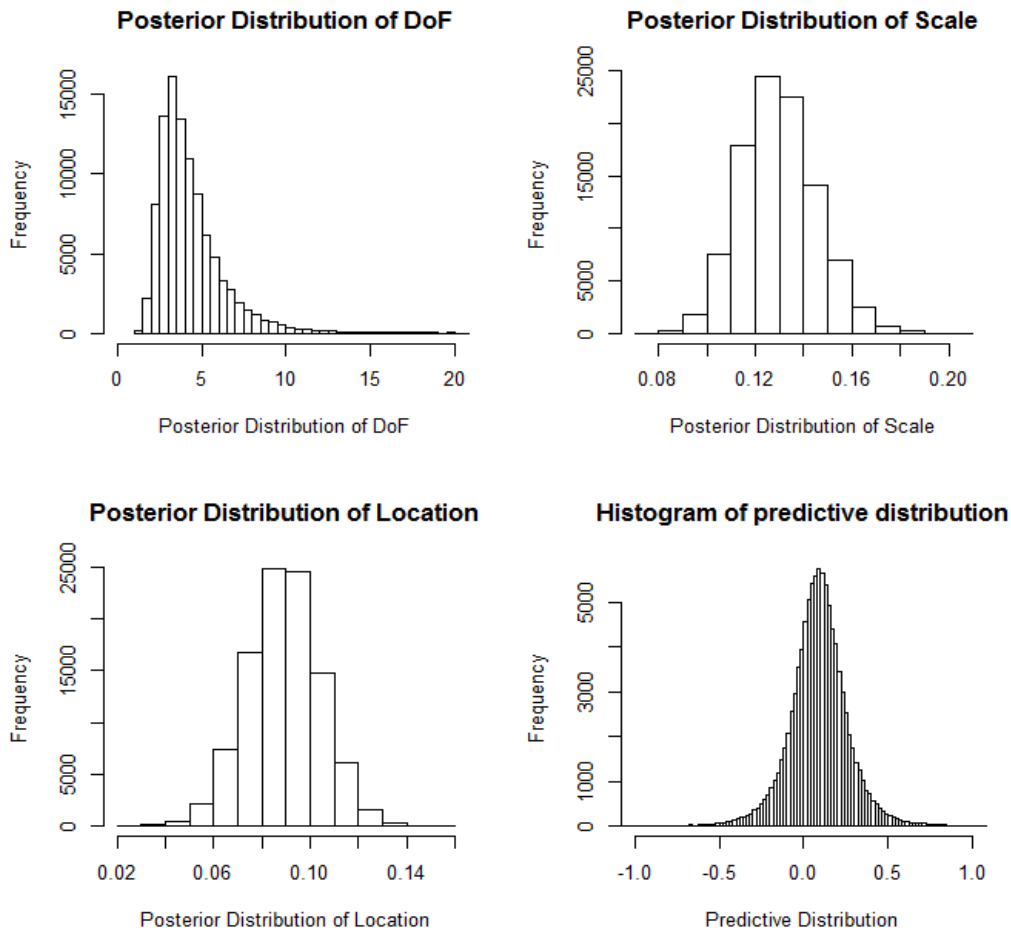 Posterior Distribution of DoF
Frequency
0 5000 10000 15000
0 5 10 15 20
Posterior Distribution of DoF
Posterior Distribution of Scale
Frequency
0 5000 15000 25000
0.08 0.12 0.16 0.20
Posterior Distribution of Scale
Posterior Distribution of Location
Frequency
0 5000 15000 25000
0.02 0.06 0.10 0.14
Posterior Distribution of Location
Histogram of predictive distribution
Frequency
0 1000 3000 5000
-1.0 -0.5 0.0 0.5 1.0
Predictive Distribution